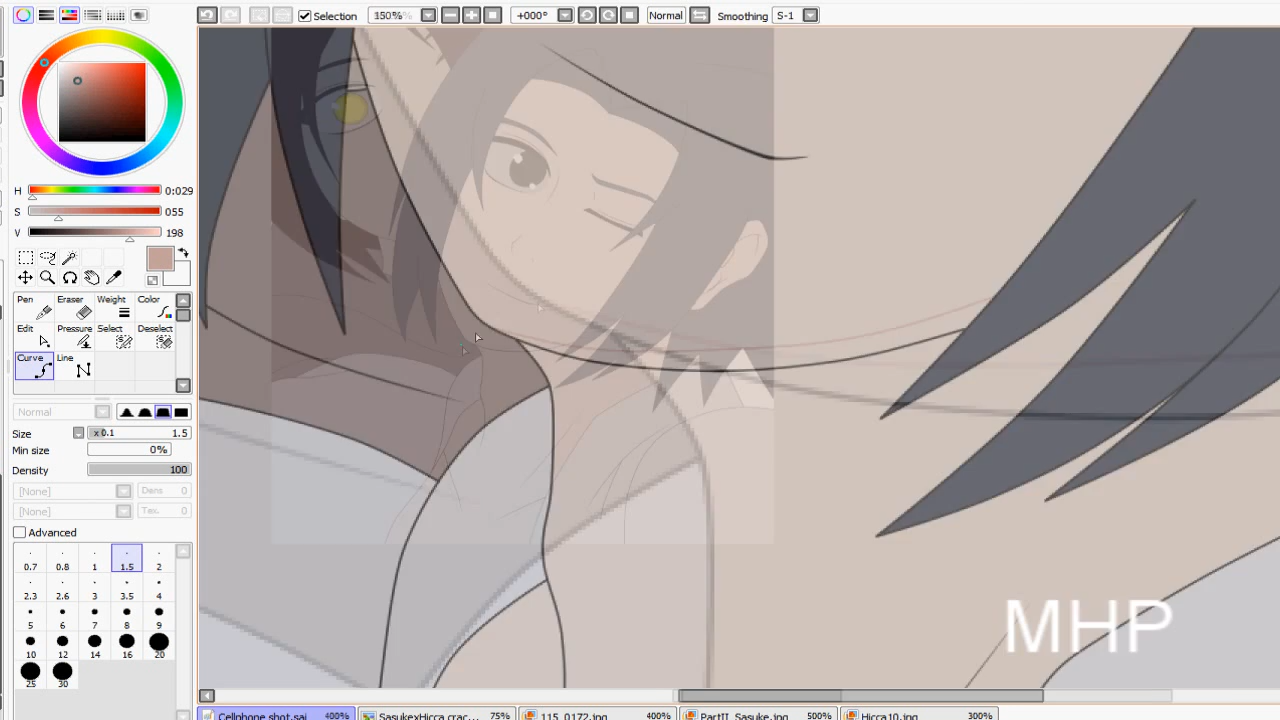 Selection 150% +000° Normal Smoothing S-1
H 0:029
S 055
V 198
Pen Eraser Weight Color
Edit Pressure Select Deselect
Curve Line
Normal
Size x 0.1 1.5
Min size 0%
Density 100
[None] Dens 0
[None] Tex. 0
Advanced
0.7 0.8 1 1.5 2
2.3 2.6 3 3.5 4
5 6 7 8 9
10 12 14 16 20
25 30
MHP
Cellphone shot.sai 400% SasukexHicca crac... 75% 115_0172.jpg 400% PartII_Sasuke.jpg 500% Hicca10.jpg 300%